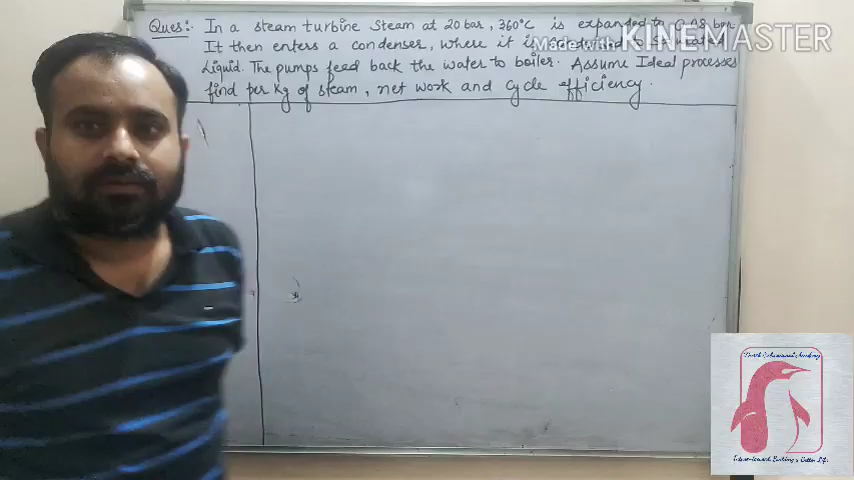 Ques:- In a steam turbine steam at 20 bar, 360°c is expanded to 0.08 bar.
It then enters a condenser, where it is
Made with KINEMASTER
Liquid. The pumps feed back the water to boiler. Assume Ideal processes
find per Kg of steam, net work and Cycle efficiency.